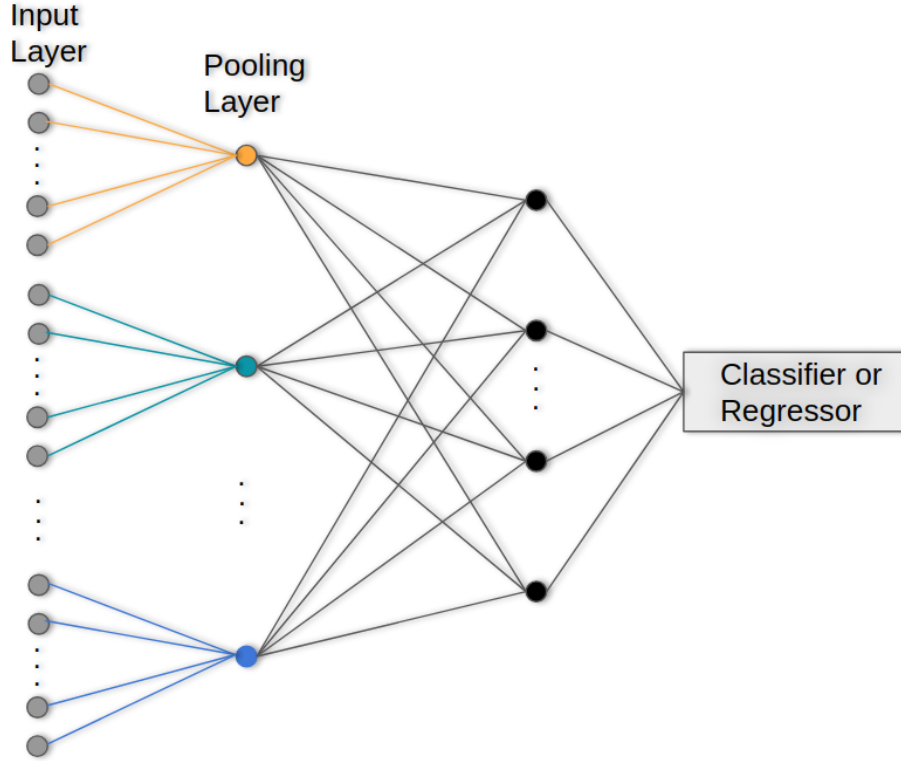 Input
Layer
Pooling
Layer
Classifier or
Regressor